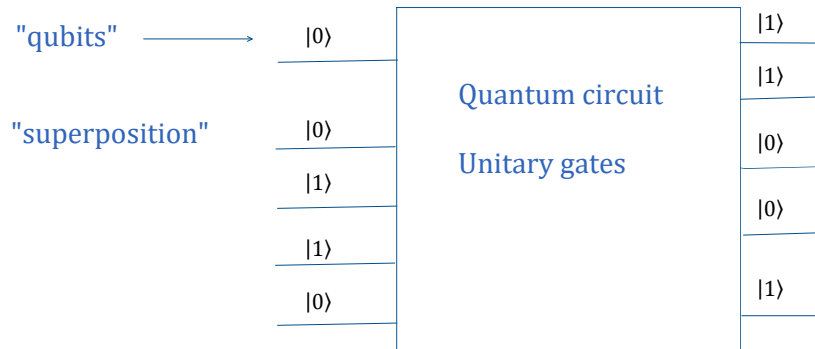 "qubits"
|0⟩
|1⟩
|1⟩
Quantum circuit
"superposition"
|0⟩
|0⟩
Unitary gates
|1⟩
|0⟩
|1⟩
|0⟩
|1⟩